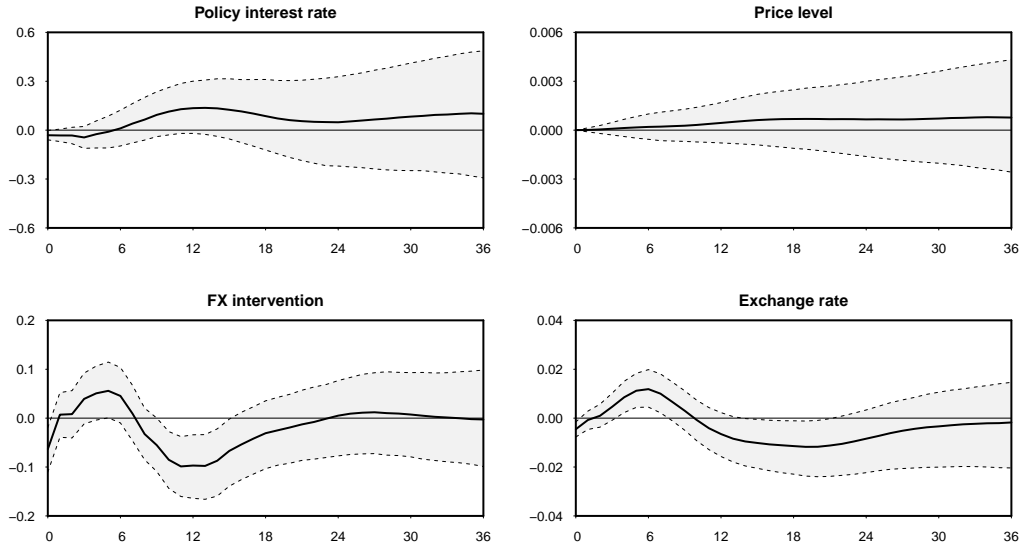 Policy interest rate
0.6
0.3
0.0
−0.3
−0.6
0 6 12 18 24 30 36
Price level
0.006
0.003
0.000
−0.003
−0.006
0 6 12 18 24 30 36
FX intervention
0.2
0.1
0.0
−0.1
−0.2
0 6 12 18 24 30 36
Exchange rate
0.04
0.02
0.00
−0.02
−0.04
0 6 12 18 24 30 36